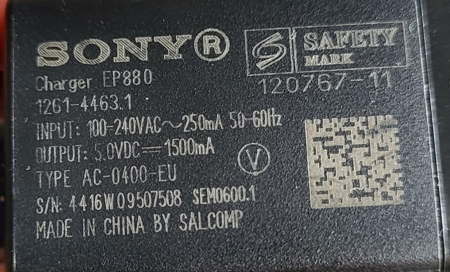 SONY®
S SAFETY
MARK
Charger EP880
120767-11
1261-4463.1
INPUT: 100-240VAC~250mA 50-60Hz
OUTPUT: 5.0VDC⎓1500mA
V
TYPE AC-0400-EU
S/N: 4416W09507508 SEM0600.1
MADE IN CHINA BY SALCOMP